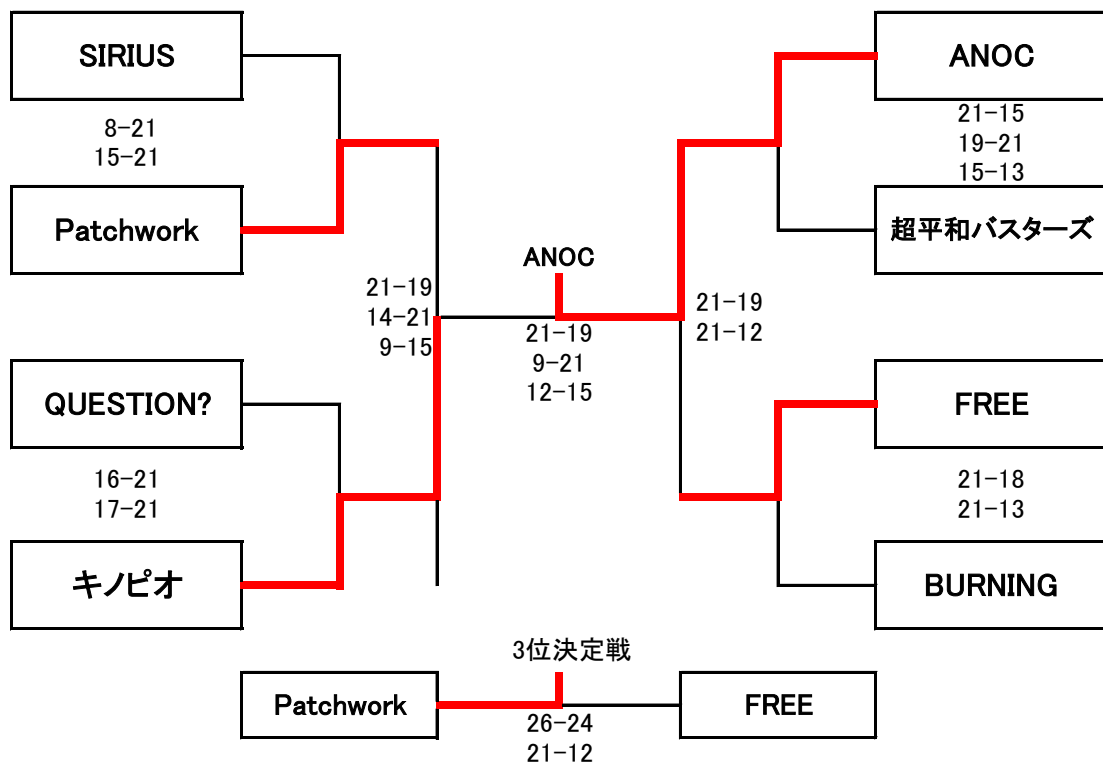 SIRIUS
8-21
15-21
Patchwork
QUESTION?
16-21
17-21
キノピオ
21-19
14-21
9-15
ANOC
21-19
9-21
12-15
21-19
21-12
ANOC
21-15
19-21
15-13
超平和バスターズ
FREE
21-18
21-13
BURNING
3位決定戦
Patchwork
26-24
21-12
FREE